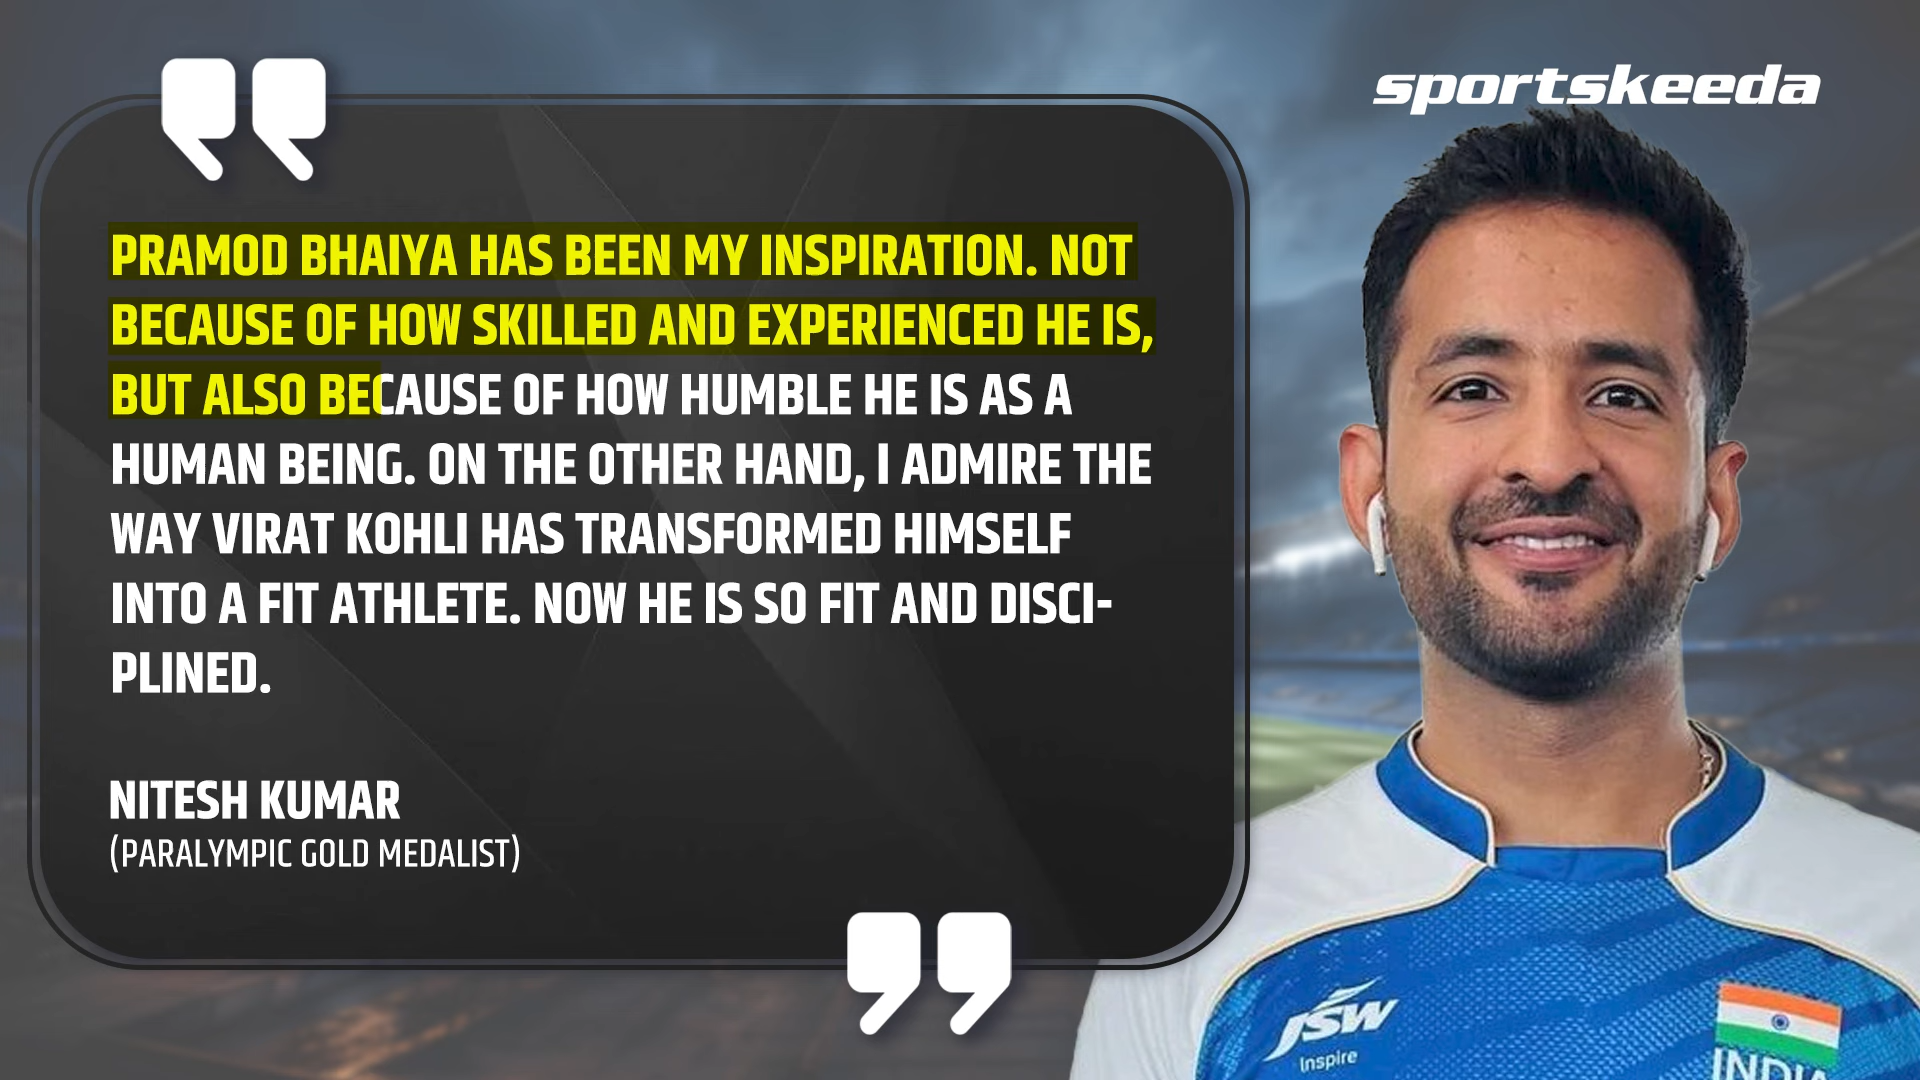 sportskeeda
PRAMOD BHAIYA HAS BEEN MY INSPIRATION. NOT
BECAUSE OF HOW SKILLED AND EXPERIENCED HE IS,
BUT ALSO BECAUSE OF HOW HUMBLE HE IS AS A
HUMAN BEING. ON THE OTHER HAND, I ADMIRE THE
WAY VIRAT KOHLI HAS TRANSFORMED HIMSELF
INTO A FIT ATHLETE. NOW HE IS SO FIT AND DISCI-
PLINED.
NITESH KUMAR
(PARALYMPIC GOLD MEDALIST)
JSW
Inspire
INDIA